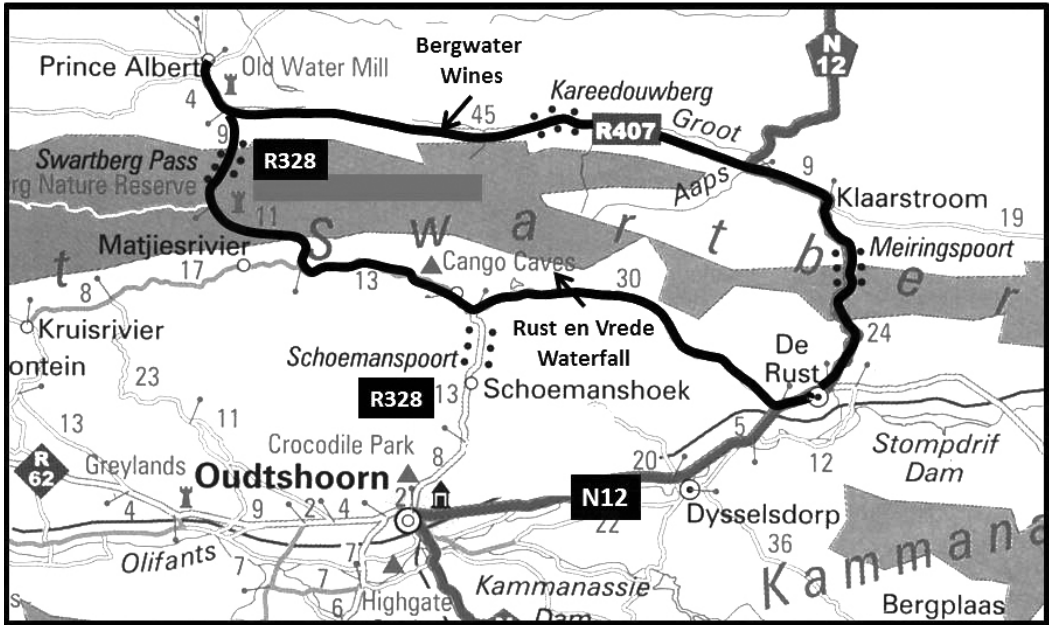 Bergwater
Wines
N
12
Prince Albert
Old Water Mill
4
Kareedouwberg
45
R407
Groot
9
Swartberg Pass
R328
rg Nature Reserve
Aaps
9
Klaarstroom
19
11
Matjiesrivier
t S w a r t b e r
Meiringspoort
17
13
Cango Caves
30
8
Kruisrivier
Rust en Vrede
Waterfall
24
De
Rust
ontein
Schoemanspoort
23
R328
13
Schoemanshoek
13
11
5
Crocodile Park
8
Stompdrif
Dam
R
62
Greylands
Oudtshoorn
20
12
N12
4
9
2
4
2
22
Dysselsdorp
Olifants
7
36
7
7
Kammanassie
Dam
Kammana
6
Highgate
Bergplaas
s